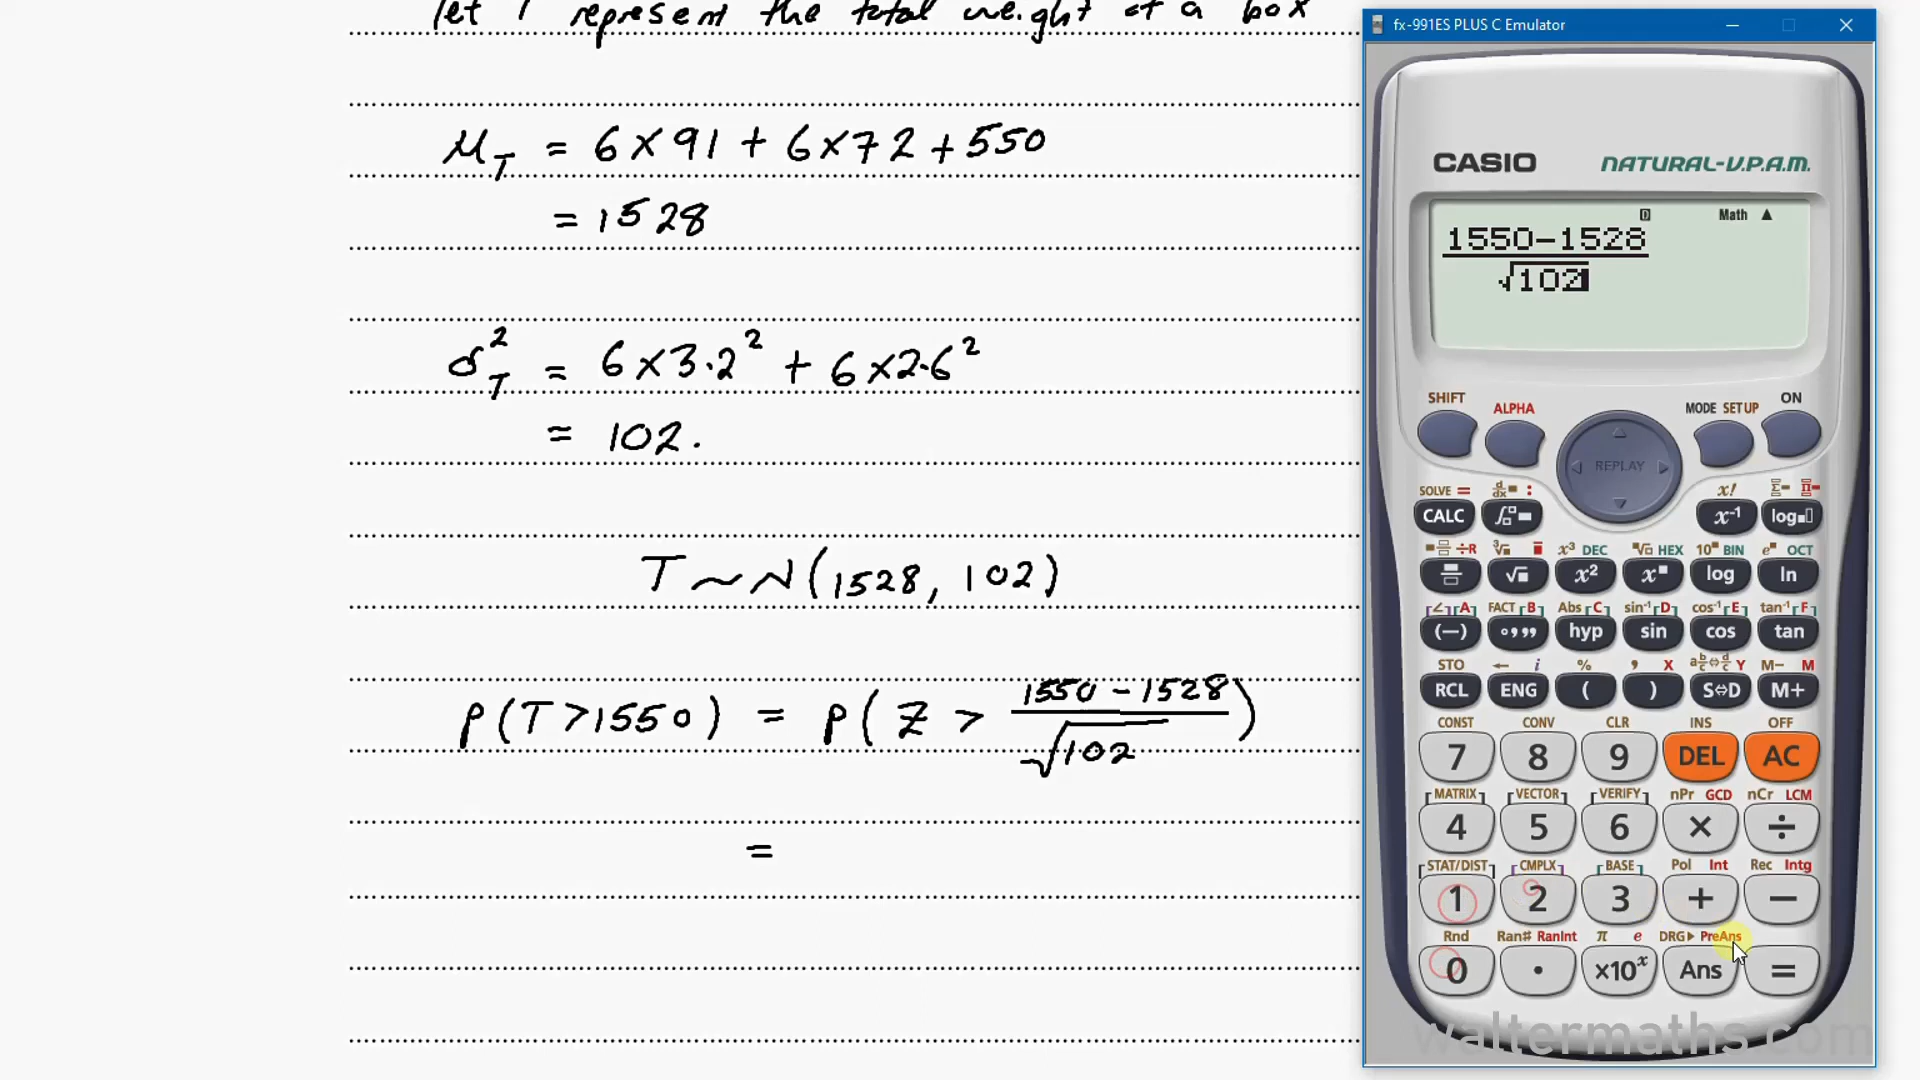 let T represent the total weight of a box
μ_T = 6×91 + 6×72 + 550
= 1528
σ²_T = 6×3.2² + 6×2.6²
= 102.
T ~ N(1528, 102)
P(T > 1550) = P(Z > (1550 - 1528)/√102)
=
fx-991ES PLUS C Emulator
CASIO NATURAL-V.P.A.M.
D Math ▲
1550-1528
√102
SHIFT ALPHA MODE SETUP ON
REPLAY
SOLVE = d/dx= : x! Σ= Π=
CALC ∫▯= x⁻¹ log▪▯
÷R ³√ x³ DEC ▪√ HEX 10▪ BIN e▪ OCT
√▪ x² x▪ log ln
∠ A FACT B Abs C sin⁻¹ D cos⁻¹ E tan⁻¹ F
(−) °,,, hyp sin cos tan
STO ← i % , X a b/c⇔d/c Y M− M
RCL ENG ( ) S⇔D M+
CONST CONV CLR INS OFF
7 8 9 DEL AC
MATRIX VECTOR VERIFY nPr GCD nCr LCM
4 5 6 × ÷
STAT/DIST CMPLX BASE Pol Int Rec Intg
1 2 3 + −
Rnd Ran# RanInt π e DRG▶ PreAns
0 • ×10ˣ Ans =
waltermaths.com